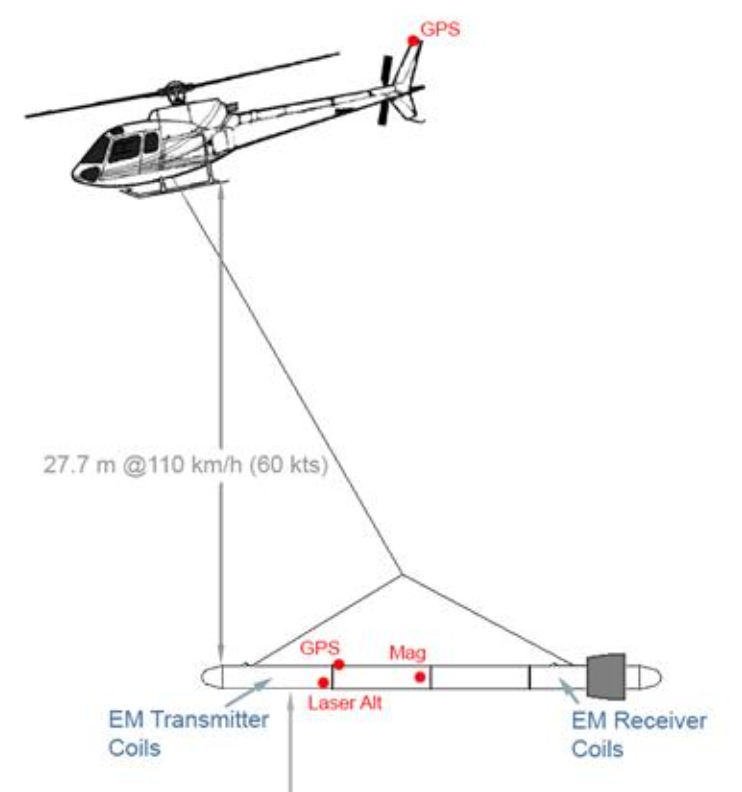 GPS
27.7 m @110 km/h (60 kts)
GPS
Mag
Laser Alt
EM Transmitter
Coils
EM Receiver
Coils